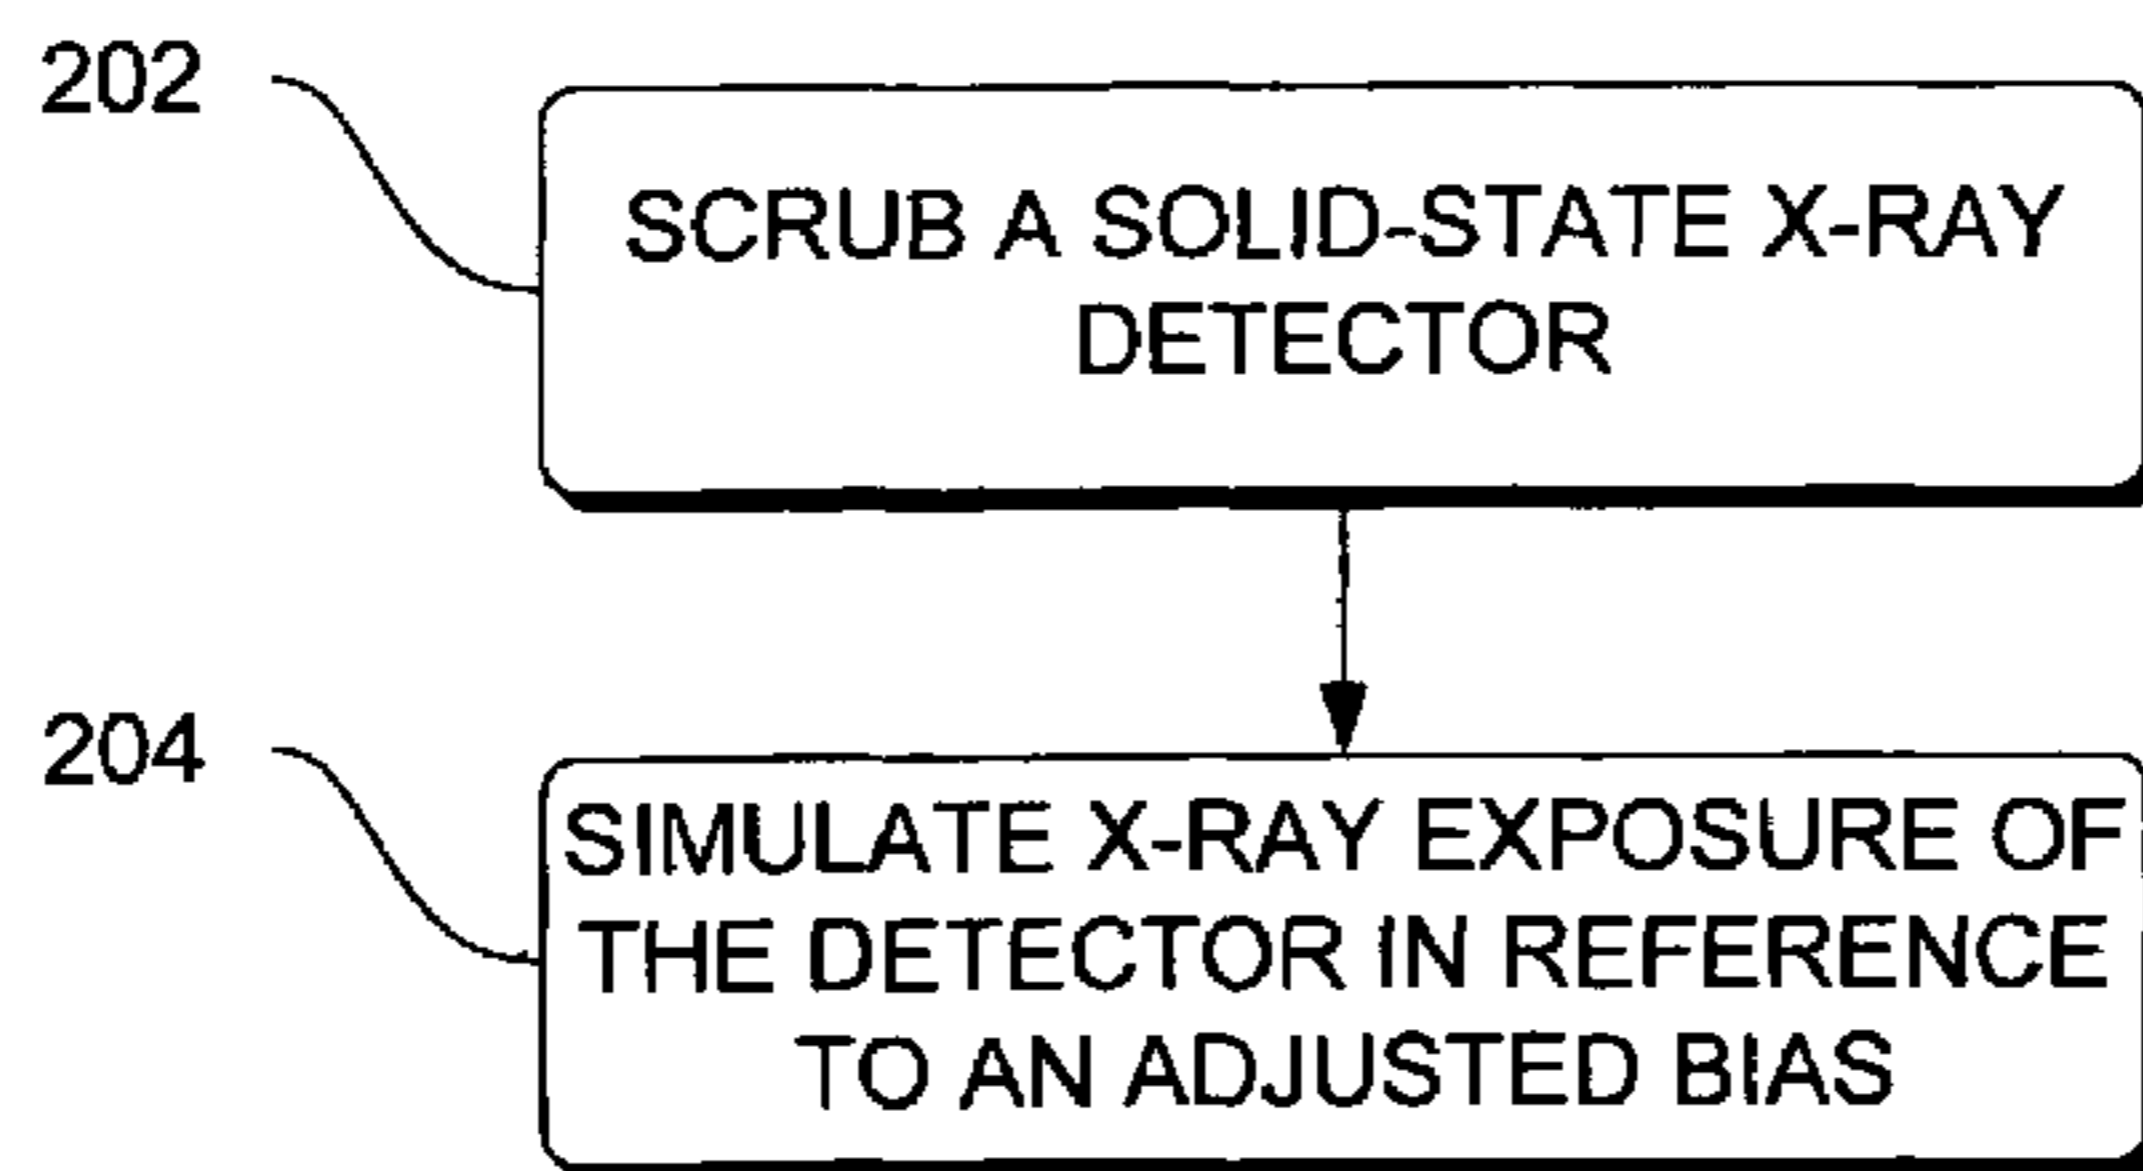 202
SCRUB A SOLID-STATE X-RAY
DETECTOR
204
SIMULATE X-RAY EXPOSURE OF
THE DETECTOR IN REFERENCE
TO AN ADJUSTED BIAS